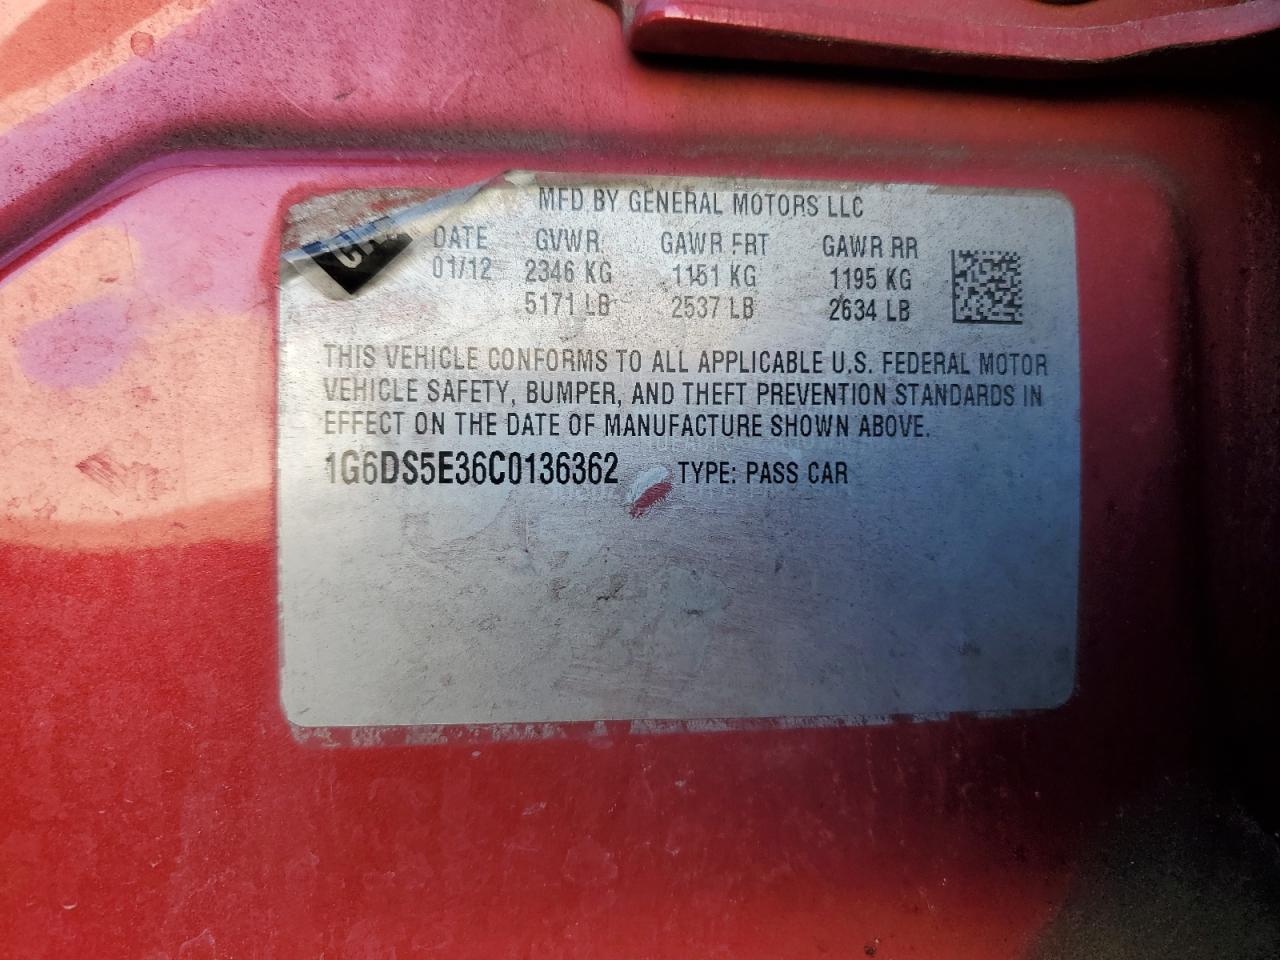 MFD BY GENERAL MOTORS LLC
DATE GVWR GAWR FRT GAWR RR
01/12 2346 KG 1151 KG 1195 KG
5171 LB 2537 LB 2634 LB
THIS VEHICLE CONFORMS TO ALL APPLICABLE U.S. FEDERAL MOTOR
VEHICLE SAFETY, BUMPER, AND THEFT PREVENTION STANDARDS IN
EFFECT ON THE DATE OF MANUFACTURE SHOWN ABOVE.
1G6DS5E36C0136362 TYPE: PASS CAR